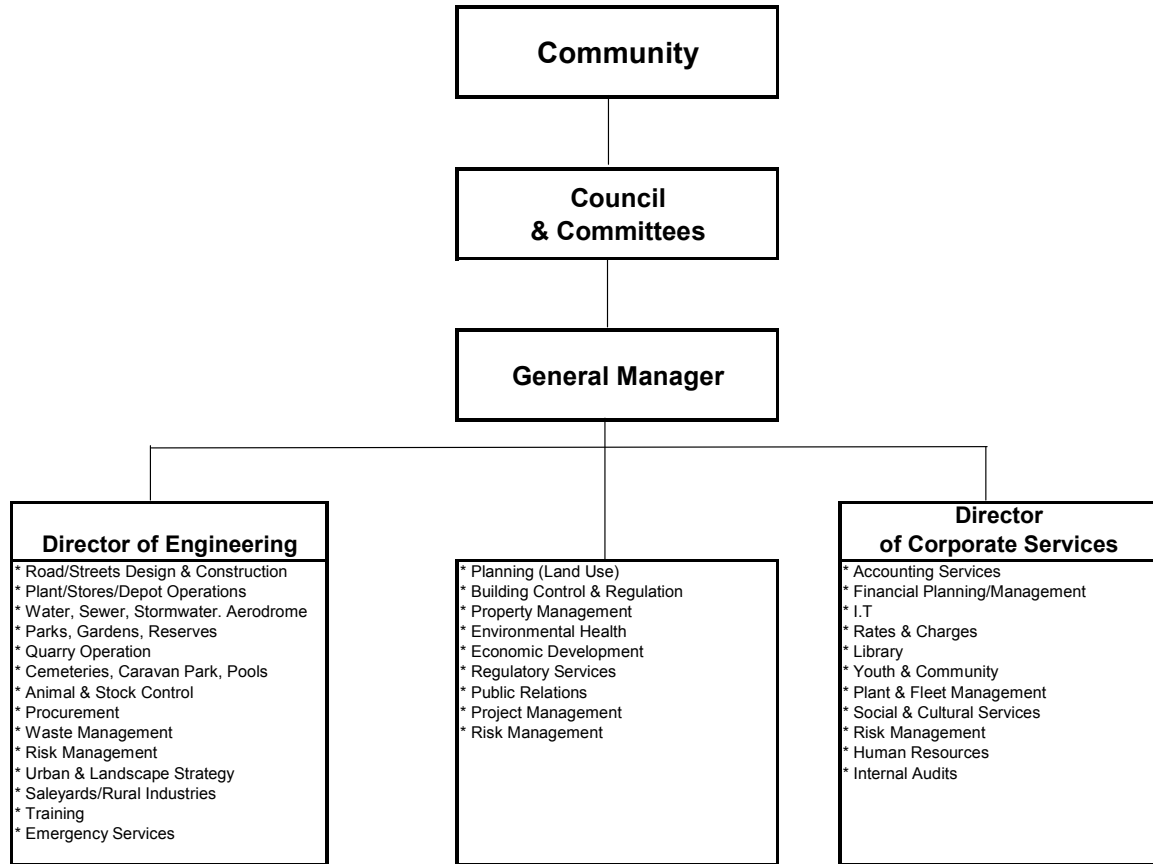 Community
Council
& Committees
General Manager
Director of Engineering
* Road/Streets Design & Construction
* Plant/Stores/Depot Operations
* Water, Sewer, Stormwater. Aerodrome
* Parks, Gardens, Reserves
* Quarry Operation
* Cemeteries, Caravan Park, Pools
* Animal & Stock Control
* Procurement
* Waste Management
* Risk Management
* Urban & Landscape Strategy
* Saleyards/Rural Industries
* Training
* Emergency Services
* Planning (Land Use)
* Building Control & Regulation
* Property Management
* Environmental Health
* Economic Development
* Regulatory Services
* Public Relations
* Project Management
* Risk Management
Director
of Corporate Services
* Accounting Services
* Financial Planning/Management
* I.T
* Rates & Charges
* Library
* Youth & Community
* Plant & Fleet Management
* Social & Cultural Services
* Risk Management
* Human Resources
* Internal Audits